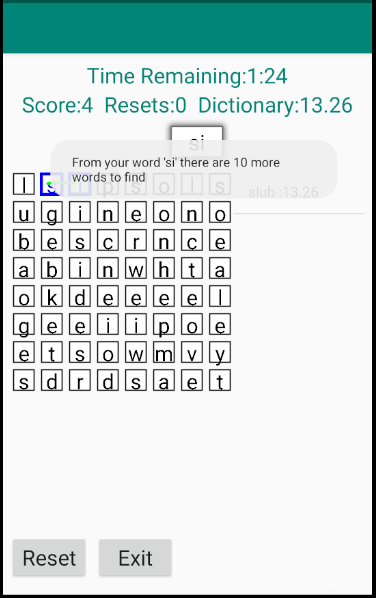 Time Remaining:1:24
Score:4 Resets:0 Dictionary:13.26
si
From your word 'si' there are 10 more
words to find
l s i p s o l s
slub :13.26
u g i n e o n o
b e s c r n c e
a b i n w h t a
o k d e e e e l
g e e i i p o e
e t s o w m v y
s d r d s a e t
Reset Exit